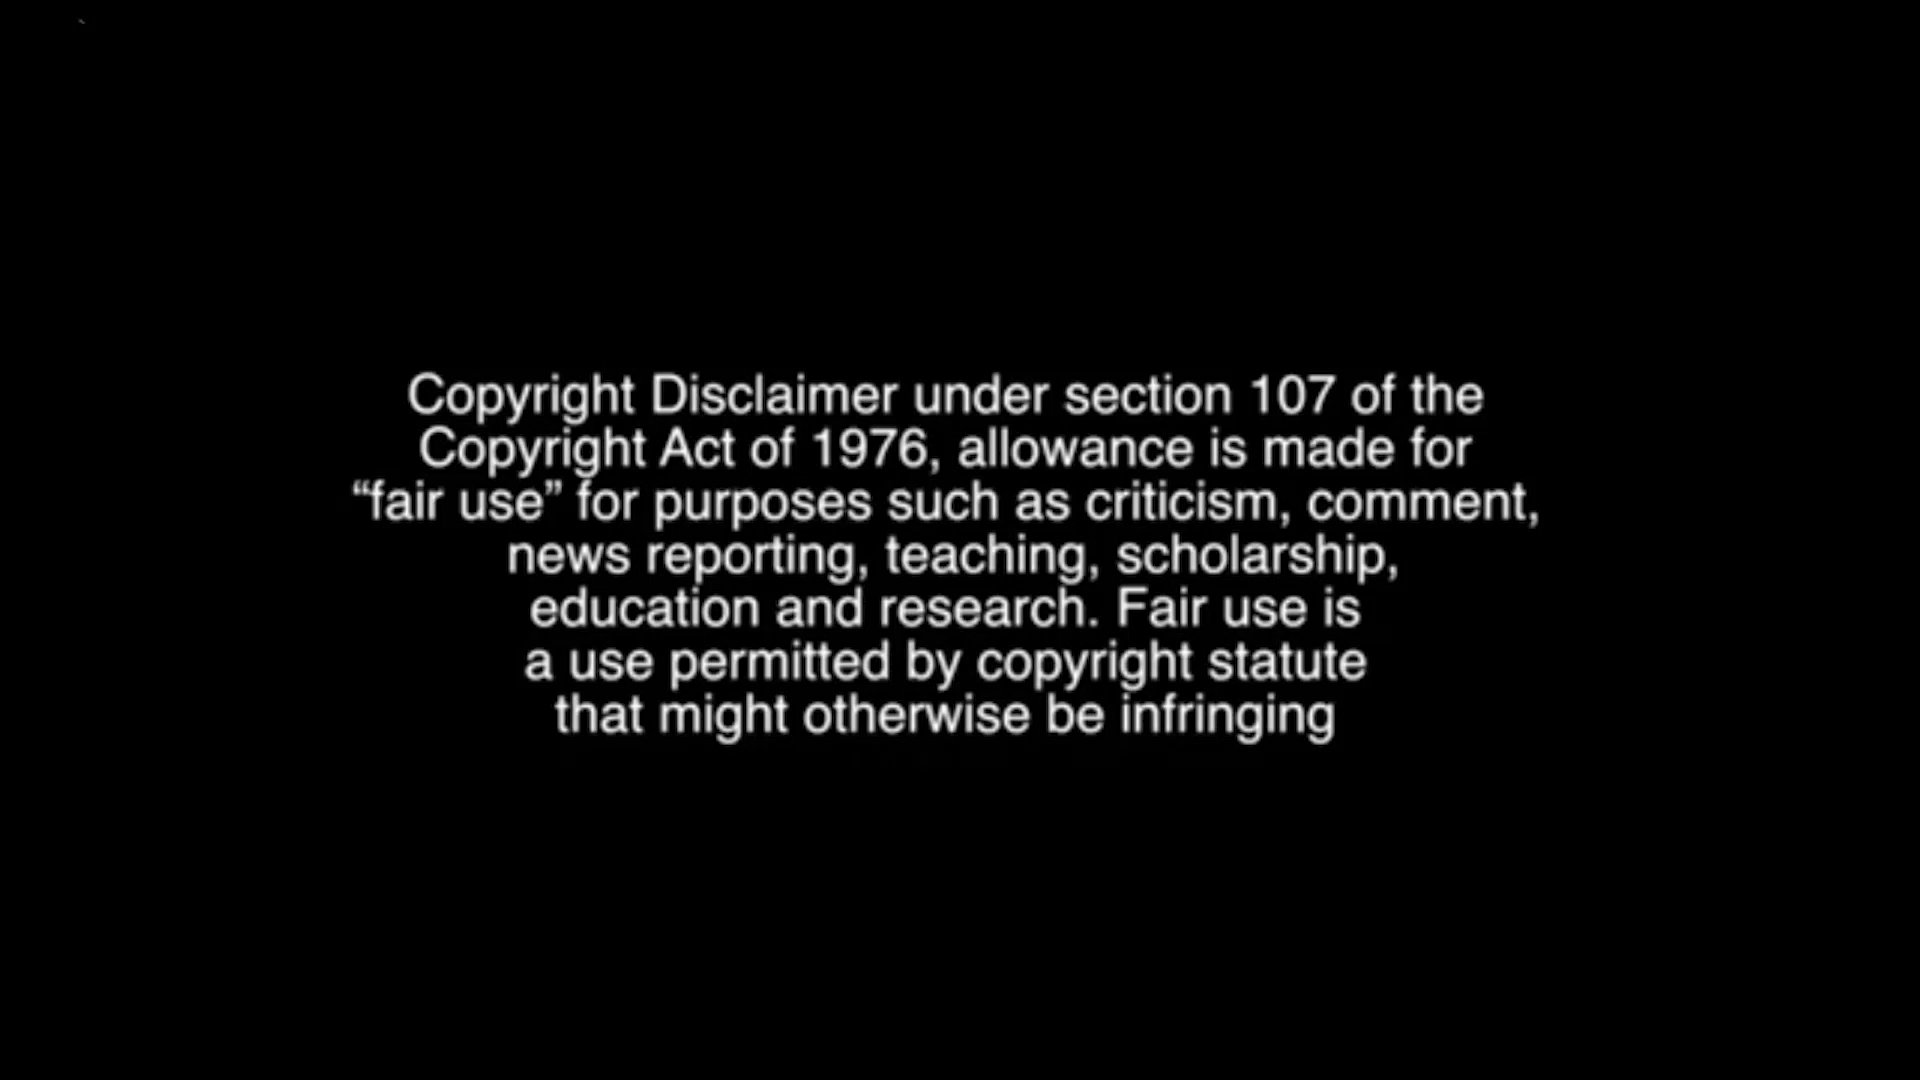 Copyright Disclaimer under section 107 of the
Copyright Act of 1976, allowance is made for
“fair use” for purposes such as criticism, comment,
news reporting, teaching, scholarship,
education and research. Fair use is
a use permitted by copyright statute
that might otherwise be infringing